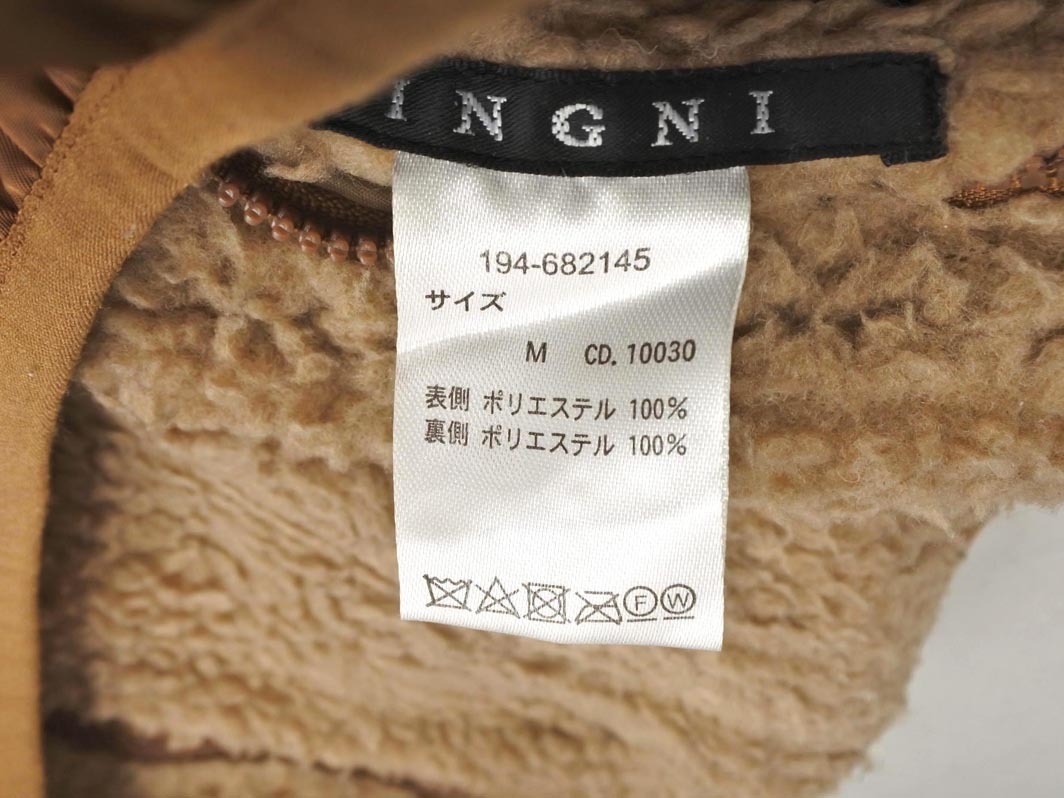 INGNI
194-682145
サイズ
M CD. 10030
表側 ポリエステル 100%
裏側 ポリエステル 100%
F W